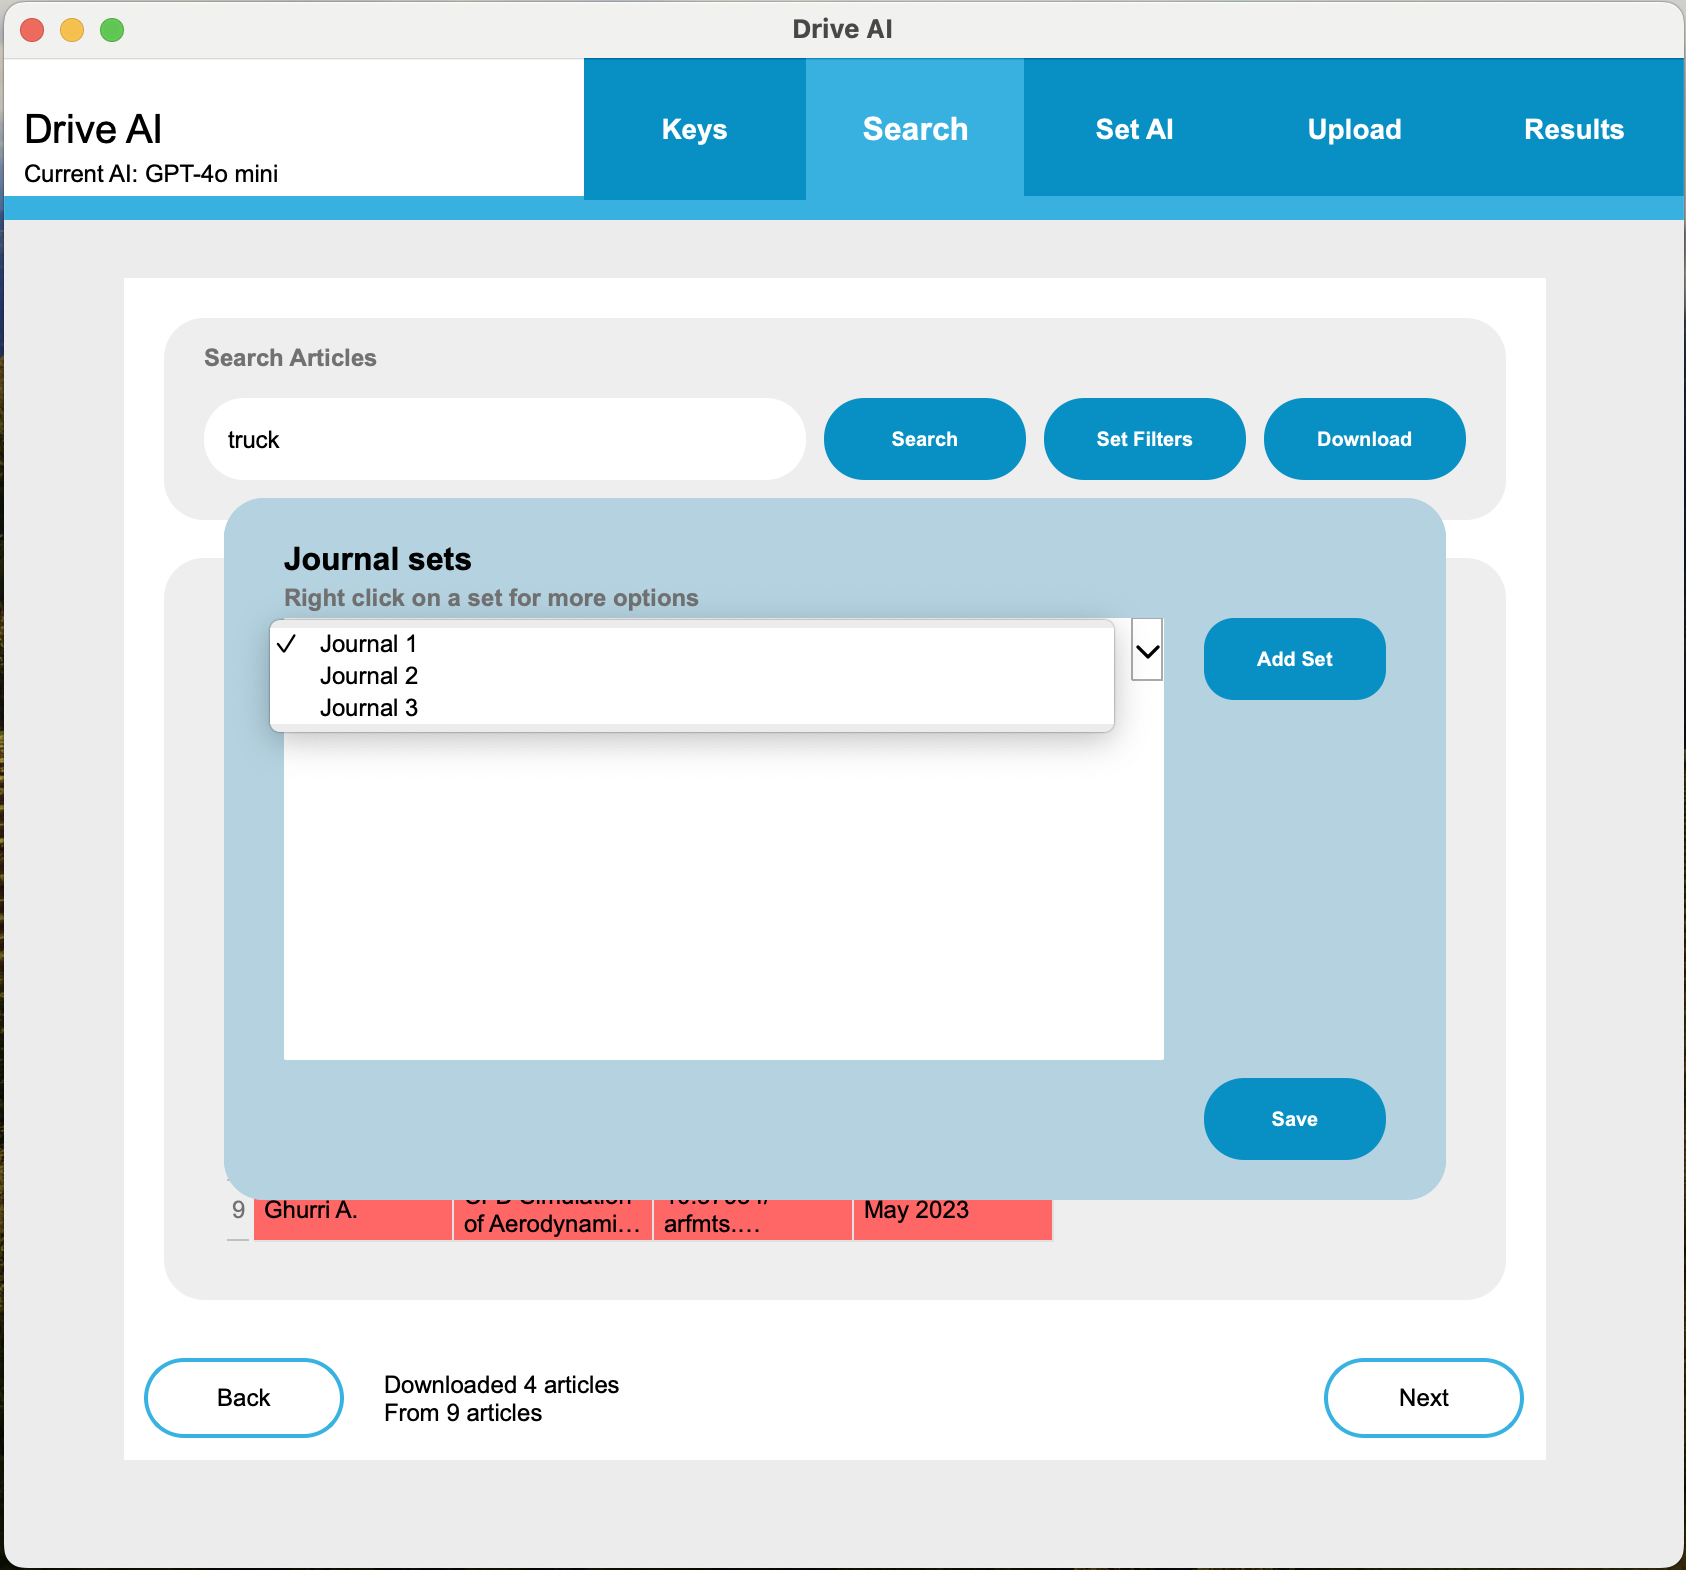 Drive AI
Drive AI
Current AI: GPT-4o mini
Keys
Search
Set AI
Upload
Results
Search Articles
truck
Search
Set Filters
Download
Journal sets
Right click on a set for more options
✓ Journal 1
Journal 2
Journal 3
Add Set
Save
9
Ghurri A.
of Aerodynami...
arfmts....
May 2023
Back
Downloaded 4 articles
From 9 articles
Next